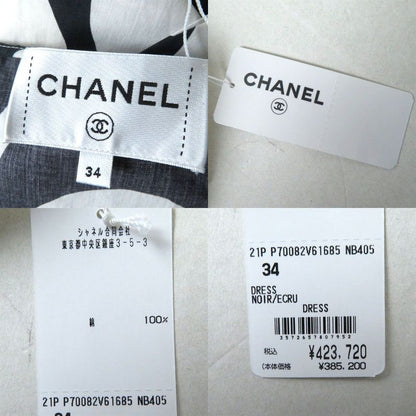 CHANEL
34
CHANEL
シャネル合同会社
東京都中央区銀座3-5-3
綿 100%
21P P70082V61685 NB405
34
21P P70082V61685 NB405
34
DRESS
NOIR/ECRU
DRESS
3572657807952
税込 ¥423,720
(本体価格 ¥385,200)